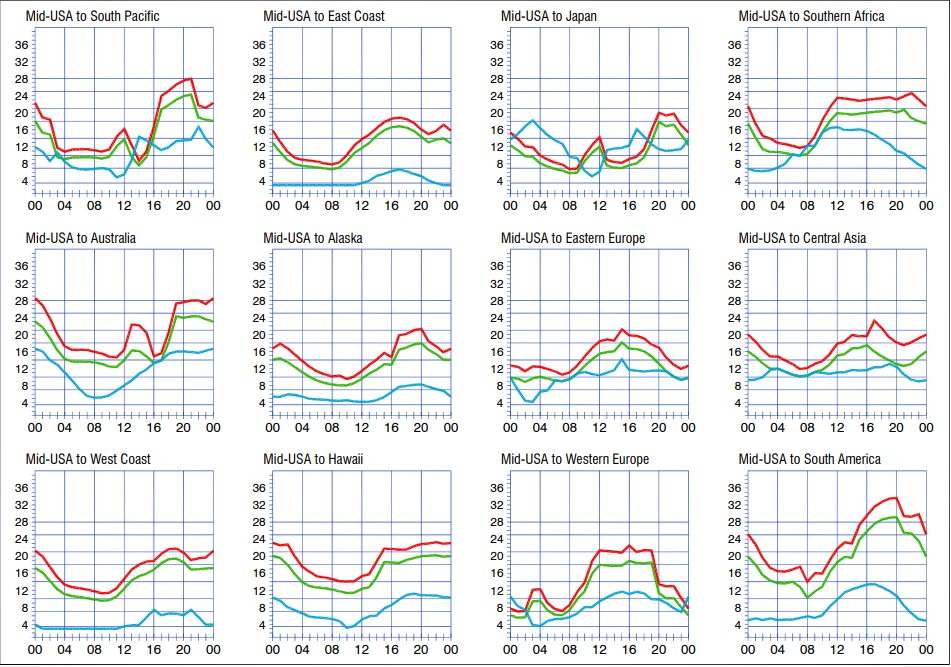 Mid-USA to South Pacific Mid-USA to East Coast Mid-USA to Japan Mid-USA to Southern Africa
36 36 36 36
32 32 32 32
28 28 28 28
24 24 24 24
20 20 20 20
16 16 16 16
12 12 12 12
8 8 8 8
4 4 4 4
00 04 08 12 16 20 00 00 04 08 12 16 20 00 00 04 08 12 16 20 00 00 04 08 12 16 20 00
Mid-USA to Australia Mid-USA to Alaska Mid-USA to Eastern Europe Mid-USA to Central Asia
36 36 36 36
32 32 32 32
28 28 28 28
24 24 24 24
20 20 20 20
16 16 16 16
12 12 12 12
8 8 8 8
4 4 4 4
00 04 08 12 16 20 00 00 04 08 12 16 20 00 00 04 08 12 16 20 00 00 04 08 12 16 20 00
Mid-USA to West Coast Mid-USA to Hawaii Mid-USA to Western Europe Mid-USA to South America
36 36 36 36
32 32 32 32
28 28 28 28
24 24 24 24
20 20 20 20
16 16 16 16
12 12 12 12
8 8 8 8
4 4 4 4
00 04 08 12 16 20 00 00 04 08 12 16 20 00 00 04 08 12 16 20 00 00 04 08 12 16 20 00